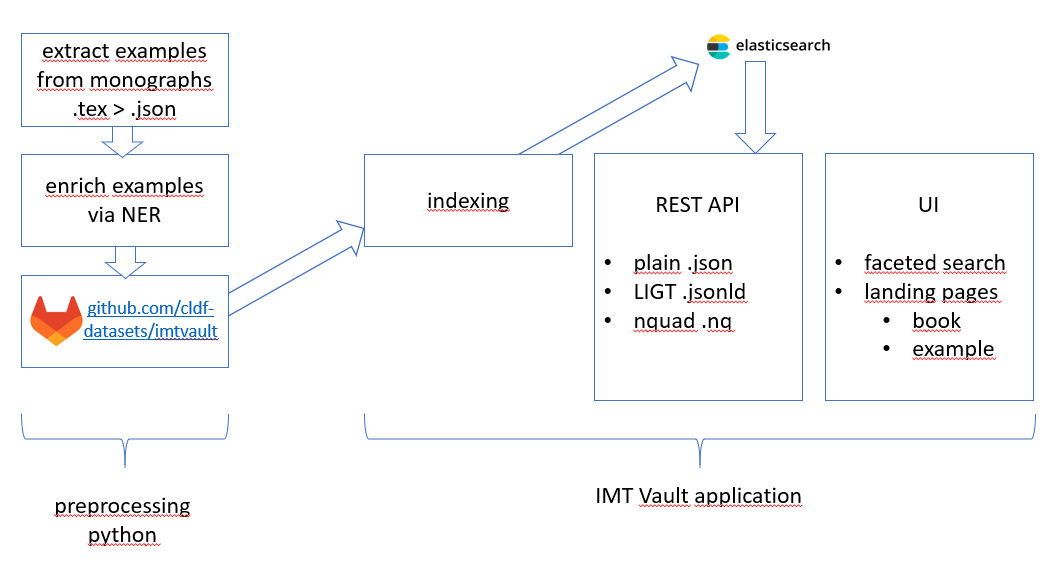 extract examples
from monographs
.tex > .json
enrich examples
via NER
github.com/cldf-
datasets/imtvault
preprocessing
python
indexing
elasticsearch
REST API
• plain .json
• LIGT .jsonld
• nquad .nq
UI
• faceted search
• landing pages
• book
• example
IMT Vault application